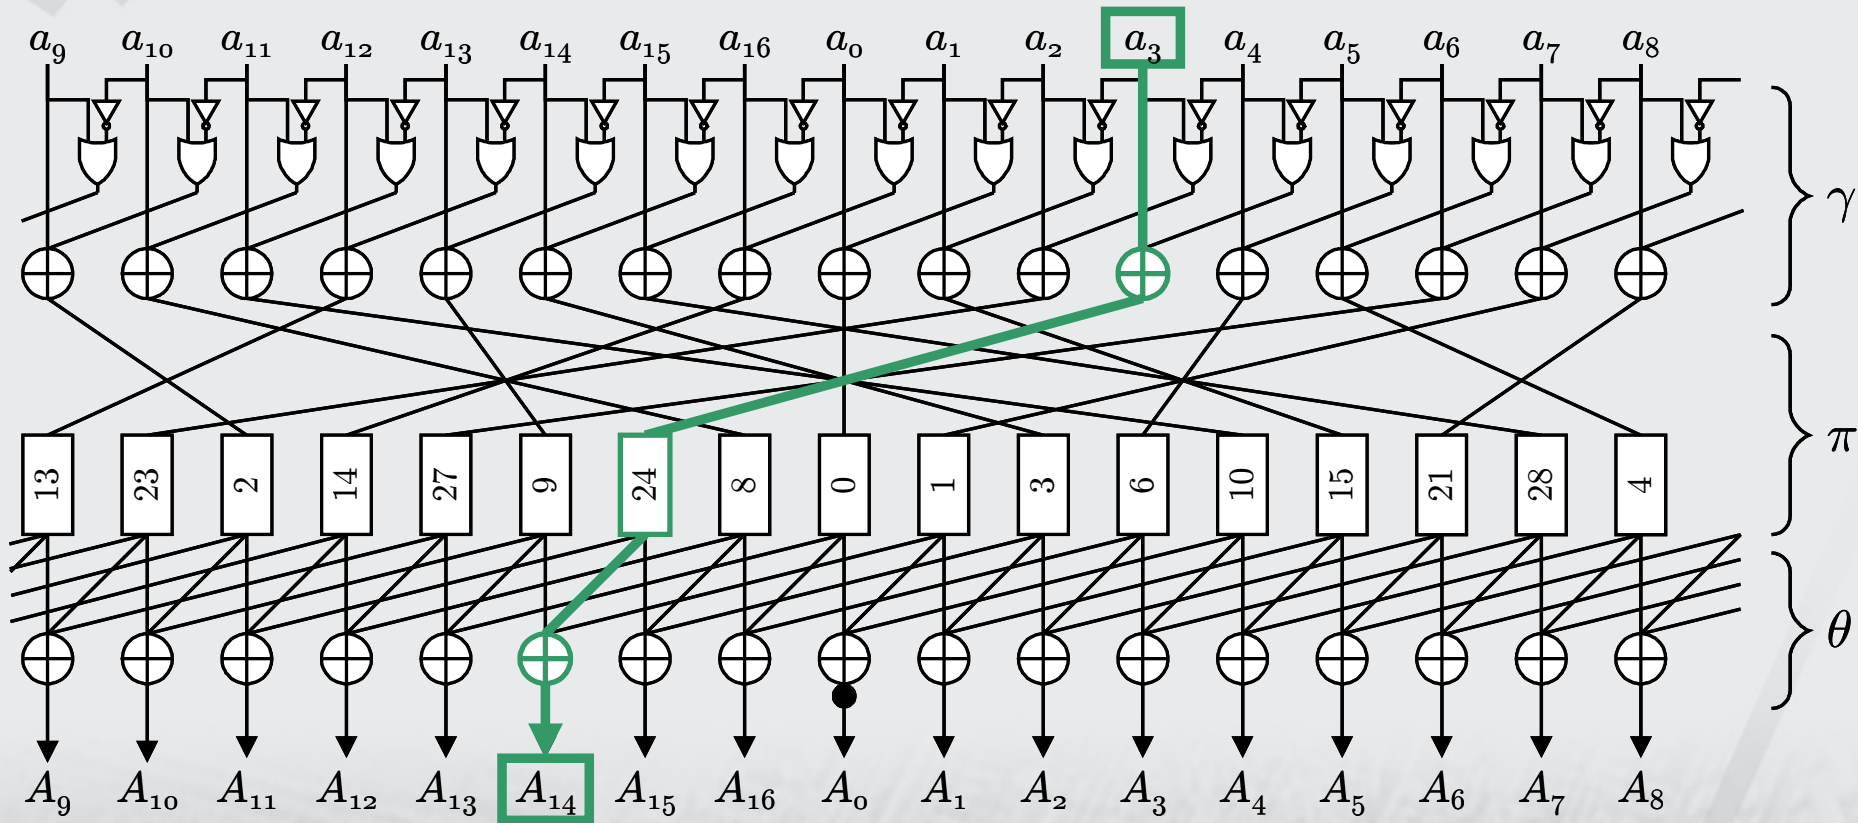 a₉ a₁₀ a₁₁ a₁₂ a₁₃ a₁₄ a₁₅ a₁₆ a₀ a₁ a₂ a₃ a₄ a₅ a₆ a₇ a₈
γ
π
13 23 2 14 27 9 24 8 0 1 3 6 10 15 21 28 4
θ
A₉ A₁₀ A₁₁ A₁₂ A₁₃ A₁₄ A₁₅ A₁₆ A₀ A₁ A₂ A₃ A₄ A₅ A₆ A₇ A₈